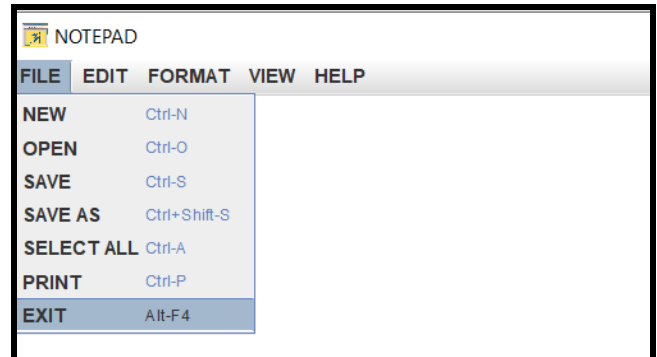 NOTEPAD
FILE EDIT FORMAT VIEW HELP
NEW Ctrl-N
OPEN Ctrl-O
SAVE Ctrl-S
SAVE AS Ctrl+Shift-S
SELECT ALL Ctrl-A
PRINT Ctrl-P
EXIT Alt-F4